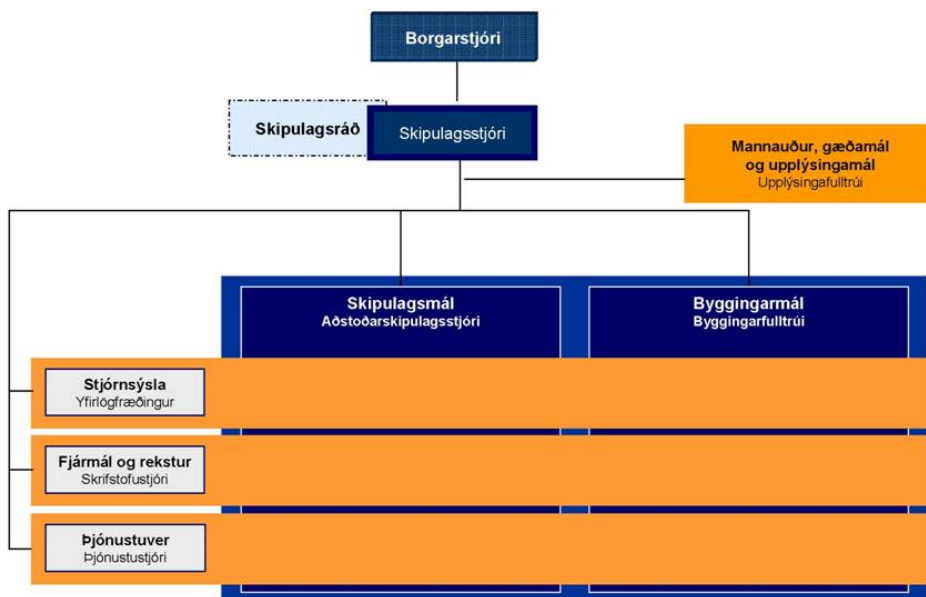 Borgarstjóri
Skipulagsráð
Skipulagsstjóri
Mannauður, gæðamál
og upplýsingamál
Upplýsingafulltrúi
Skipulagsmál
Aðstoðarskipulagsstjóri
Byggingarmál
Byggingarfulltrúi
Stjórnsýsla
Yfirlögfræðingur
Fjármál og rekstur
Skrifstofustjóri
Þjónustuver
Þjónustustjóri